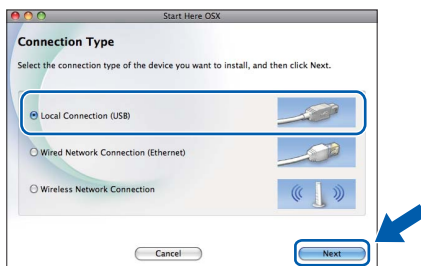 Start Here OSX
Connection Type
Select the connection type of the device you want to install, and then click Next.
Local Connection (USB)
Wired Network Connection (Ethernet)
Wireless Network Connection
Cancel
Next